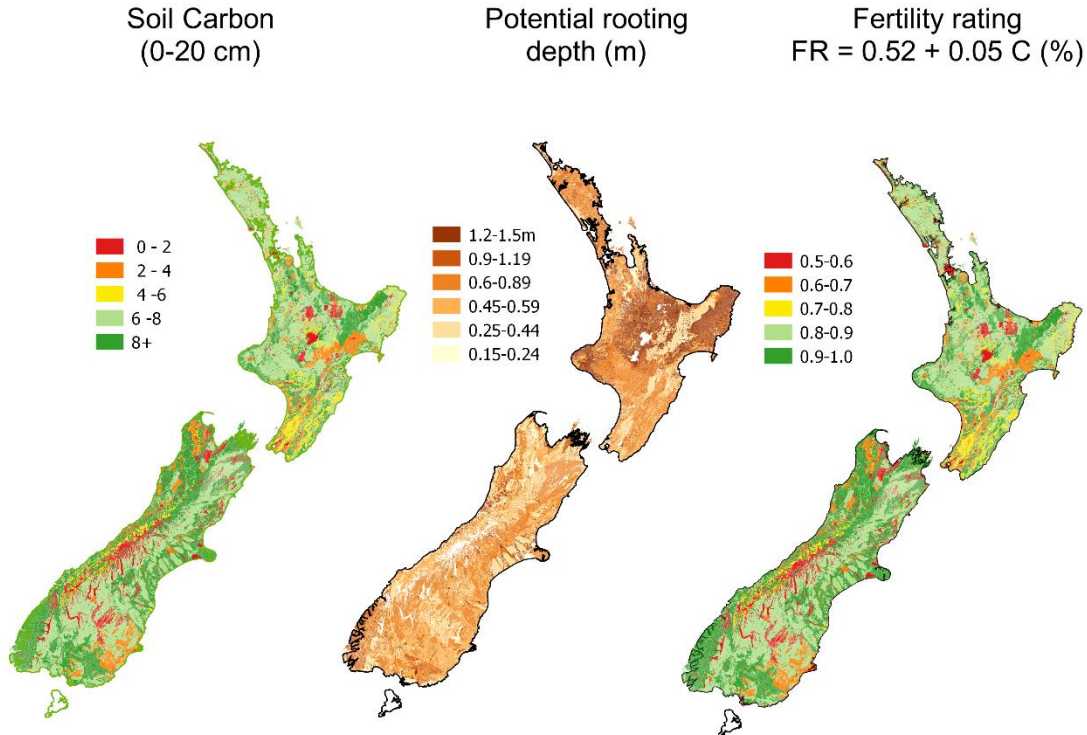 Soil Carbon
(0-20 cm)
Potential rooting
depth (m)
Fertility rating
FR = 0.52 + 0.05 C (%)
0 - 2
2 - 4
4 -6
6 -8
8+
1.2-1.5m
0.9-1.19
0.6-0.89
0.45-0.59
0.25-0.44
0.15-0.24
0.5-0.6
0.6-0.7
0.7-0.8
0.8-0.9
0.9-1.0